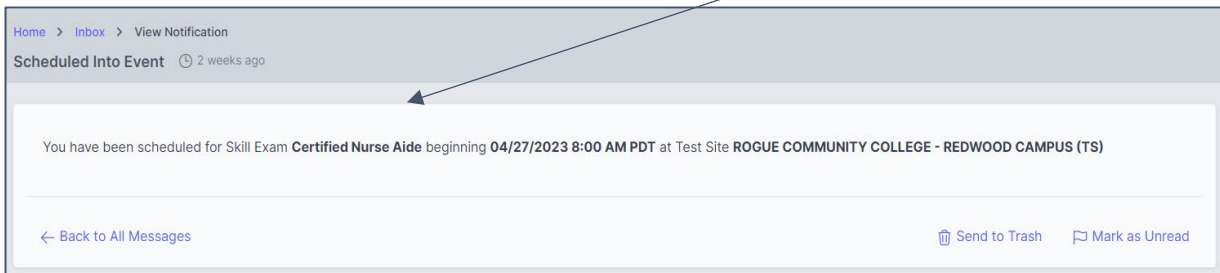 Home > Inbox > View Notification
Scheduled Into Event 2 weeks ago
You have been scheduled for Skill Exam Certified Nurse Aide beginning 04/27/2023 8:00 AM PDT at Test Site ROGUE COMMUNITY COLLEGE - REDWOOD CAMPUS (TS)
← Back to All Messages Send to Trash Mark as Unread